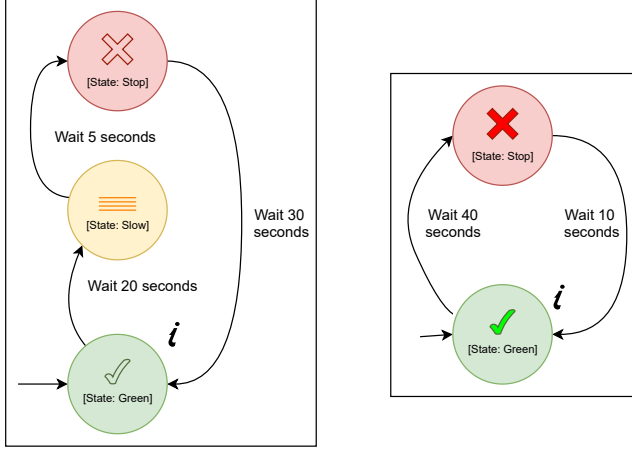 [State: Stop]
Wait 5 seconds
[State: Slow]
Wait 30
seconds
Wait 20 seconds
i
[State: Green]
[State: Stop]
Wait 40
seconds
Wait 10
seconds
i
[State: Green]